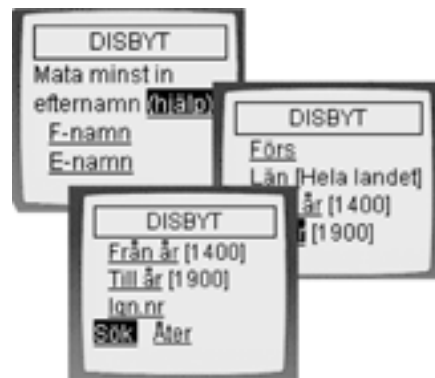 DISBYT
Mata minst in
efternamn (hjälp)
F-namn
E-namn
DISBYT
Förs
Län [Hela landet]
år [1400]
[1900]
DISBYT
Från år [1400]
Till år [1900]
Ign.nr
Sök Åter